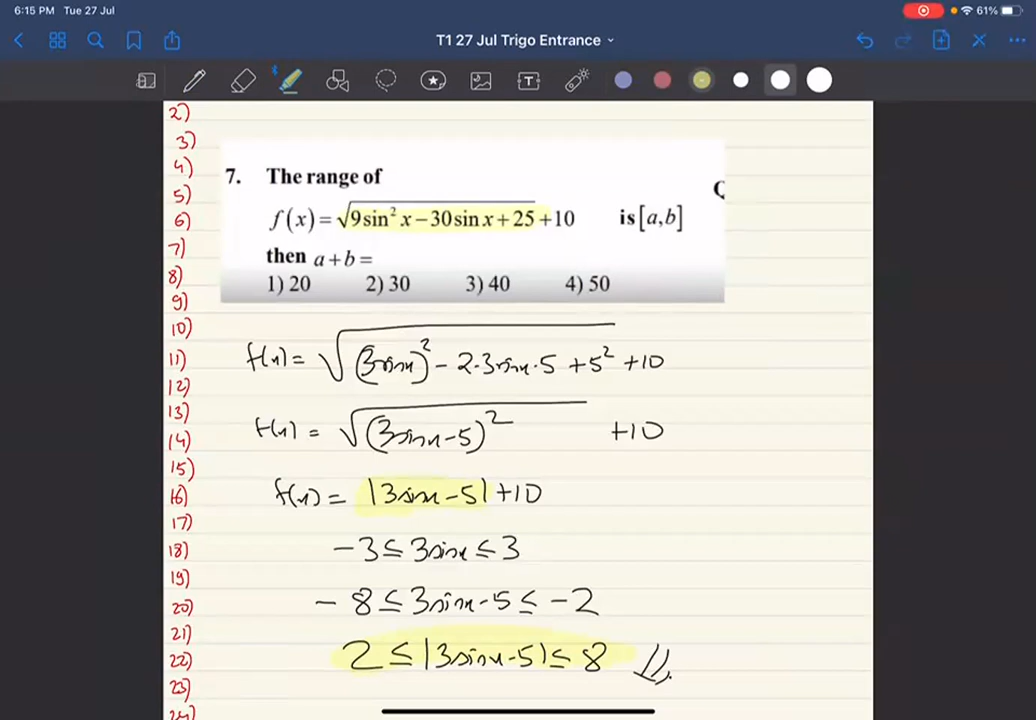 6:15 PM Tue 27 Jul
61%
T1 27 Jul Trigo Entrance
2)
3)
4)
5)
6)
7)
8)
9)
10)
11)
12)
13)
14)
15)
16)
17)
18)
19)
20)
21)
22)
23)
7. The range of
f(x)=√(9sin²x−30sinx+25)+10 is [a,b]
then a+b=
1) 20 2) 30 3) 40 4) 50
f(x) = √((3sinx)² − 2·3sinx·5 + 5²) + 10
f(x) = √((3sinx−5)²) +10
f(x) = |3sinx−5|+10
−3 ≤ 3sinx ≤ 3
−8 ≤ 3sinx−5 ≤ −2
2 ≤ |3sinx−5| ≤ 8